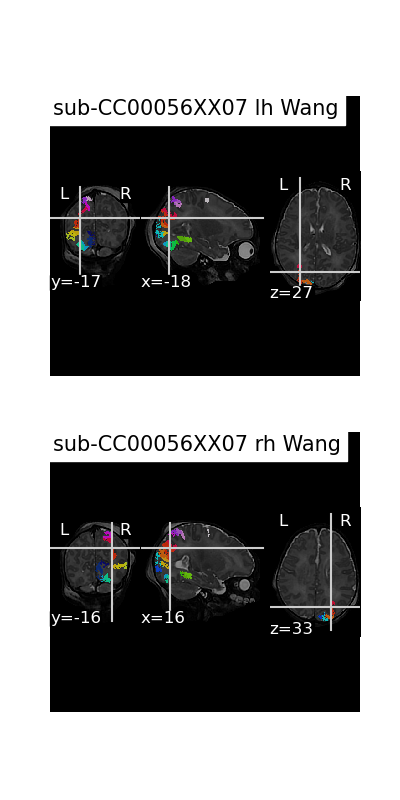 sub-CC00056XX07 lh Wang
L R L R
y=-17 x=-18 z=27
sub-CC00056XX07 rh Wang
L R L R
y=-16 x=16 z=33